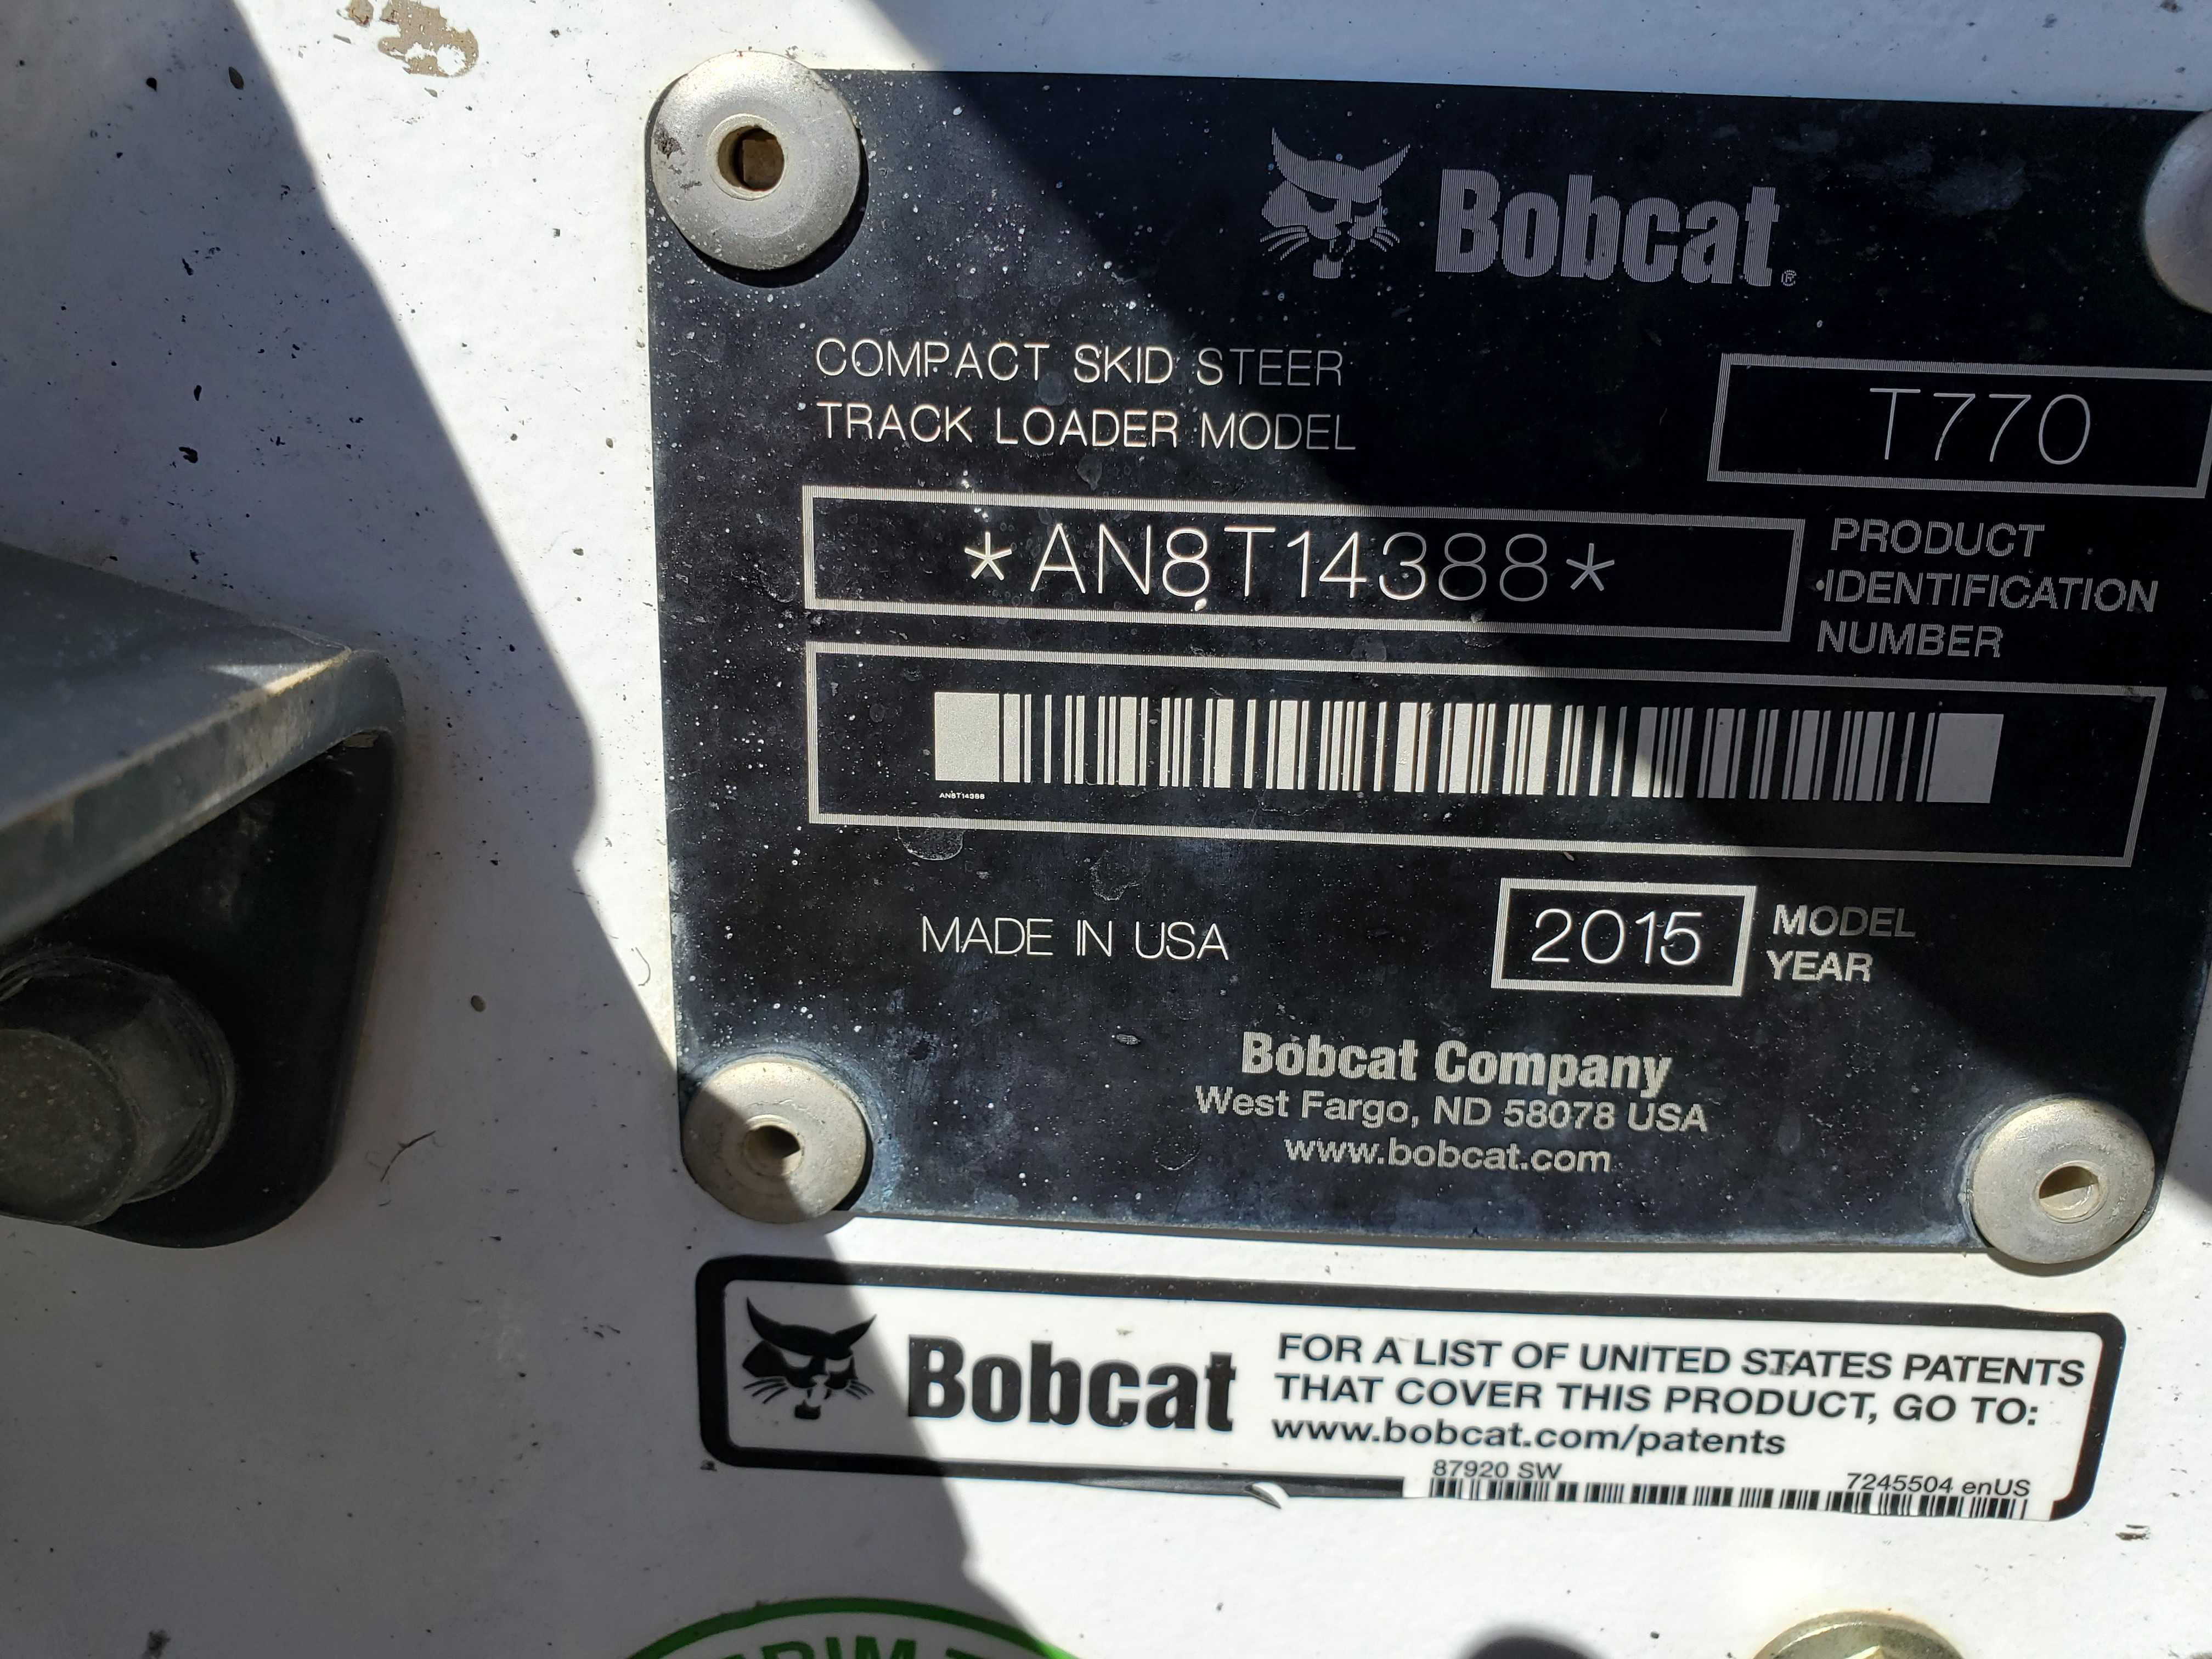 Bobcat®
COMPACT SKID STEER
TRACK LOADER MODEL
T770
*AN8T14388*
PRODUCT
IDENTIFICATION
NUMBER
AN8T14388
MADE IN USA
2015
MODEL
YEAR
Bobcat Company
West Fargo, ND 58078 USA
www.bobcat.com
Bobcat
FOR A LIST OF UNITED STATES PATENTS
THAT COVER THIS PRODUCT, GO TO:
www.bobcat.com/patents
87920 SW
7245504 enUS